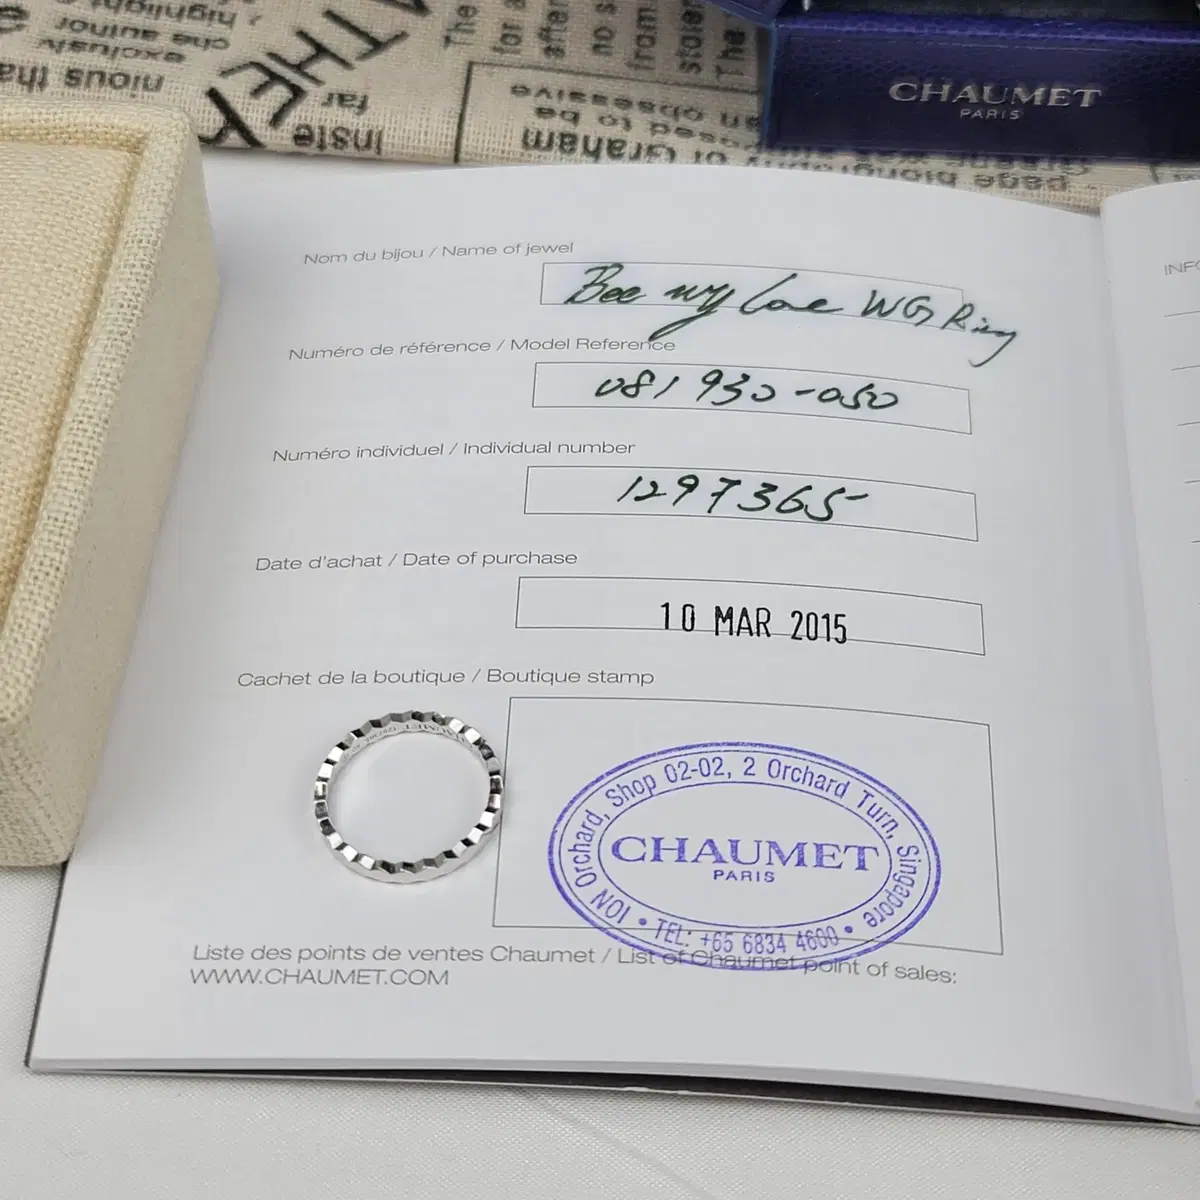 CHAUMET
PARIS
Nom du bijou / Name of jewel
Bee my love WG Ring
Numéro de référence / Model Reference
081930-050
Numéro individuel / Individual number
1297365
Date d'achat / Date of purchase
10 MAR 2015
Cachet de la boutique / Boutique stamp
ION Orchard, Shop 02-02, 2 Orchard Turn, Singapore
CHAUMET
PARIS
• TEL: +65 6834 4600 •
Liste des points de ventes Chaumet / List of Chaumet point of sales:
WWW.CHAUMET.COM